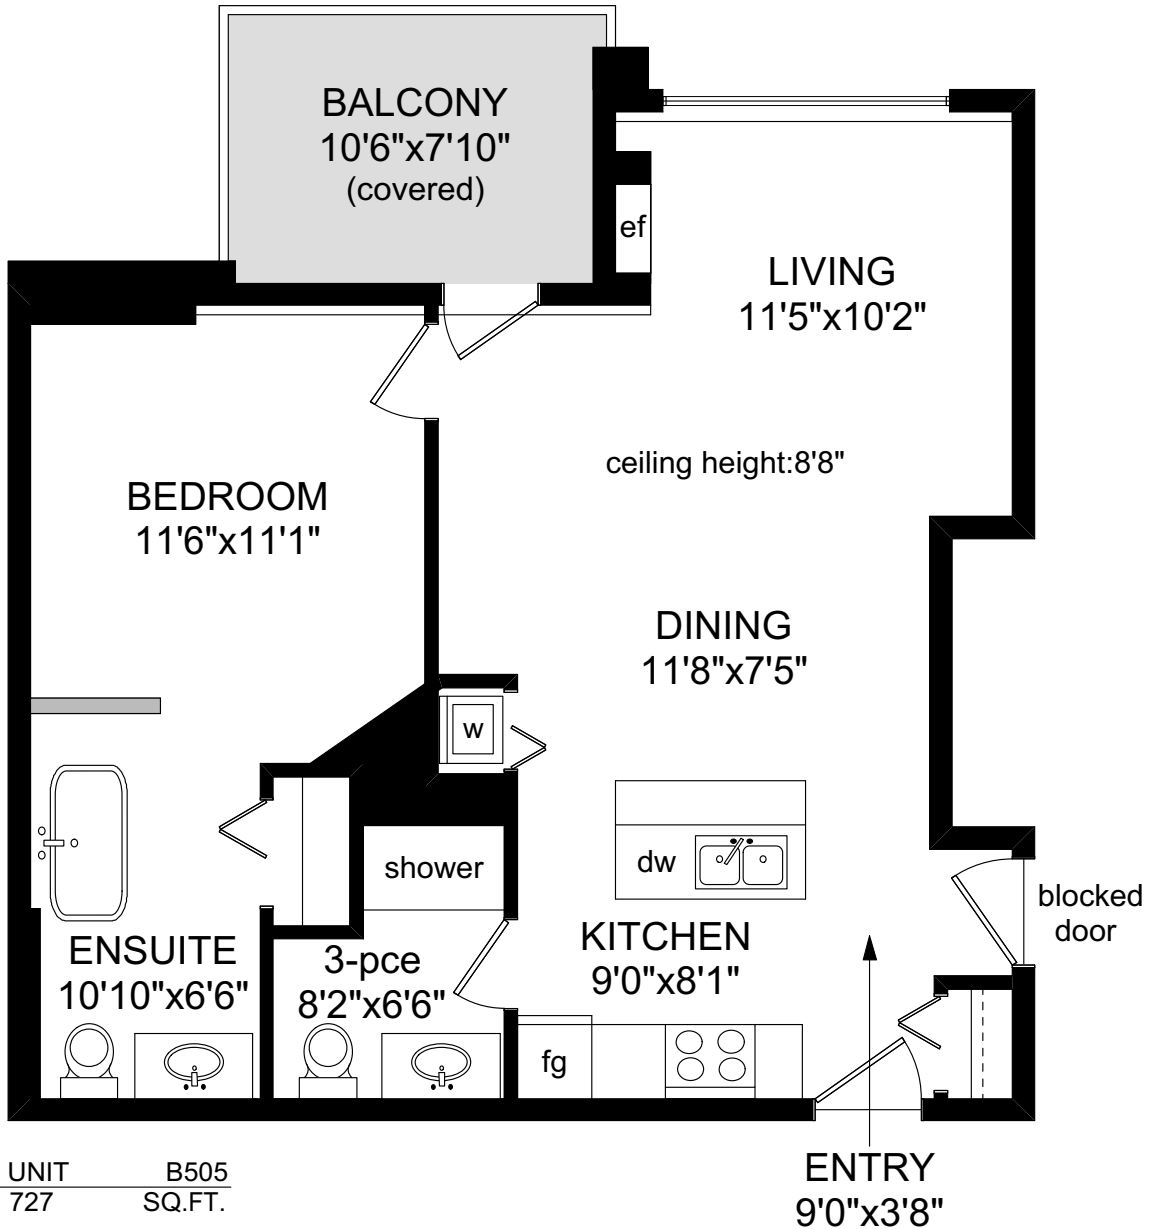 BALCONY
10'6"x7'10"
(covered)
ef
LIVING
11'5"x10'2"
ceiling height:8'8"
BEDROOM
11'6"x11'1"
DINING
11'8"x7'5"
w
shower
dw
blocked
door
ENSUITE
10'10"x6'6"
3-pce
8'2"x6'6"
KITCHEN
9'0"x8'1"
fg
ENTRY
9'0"x3'8"
UNIT B505
727 SQ.FT.